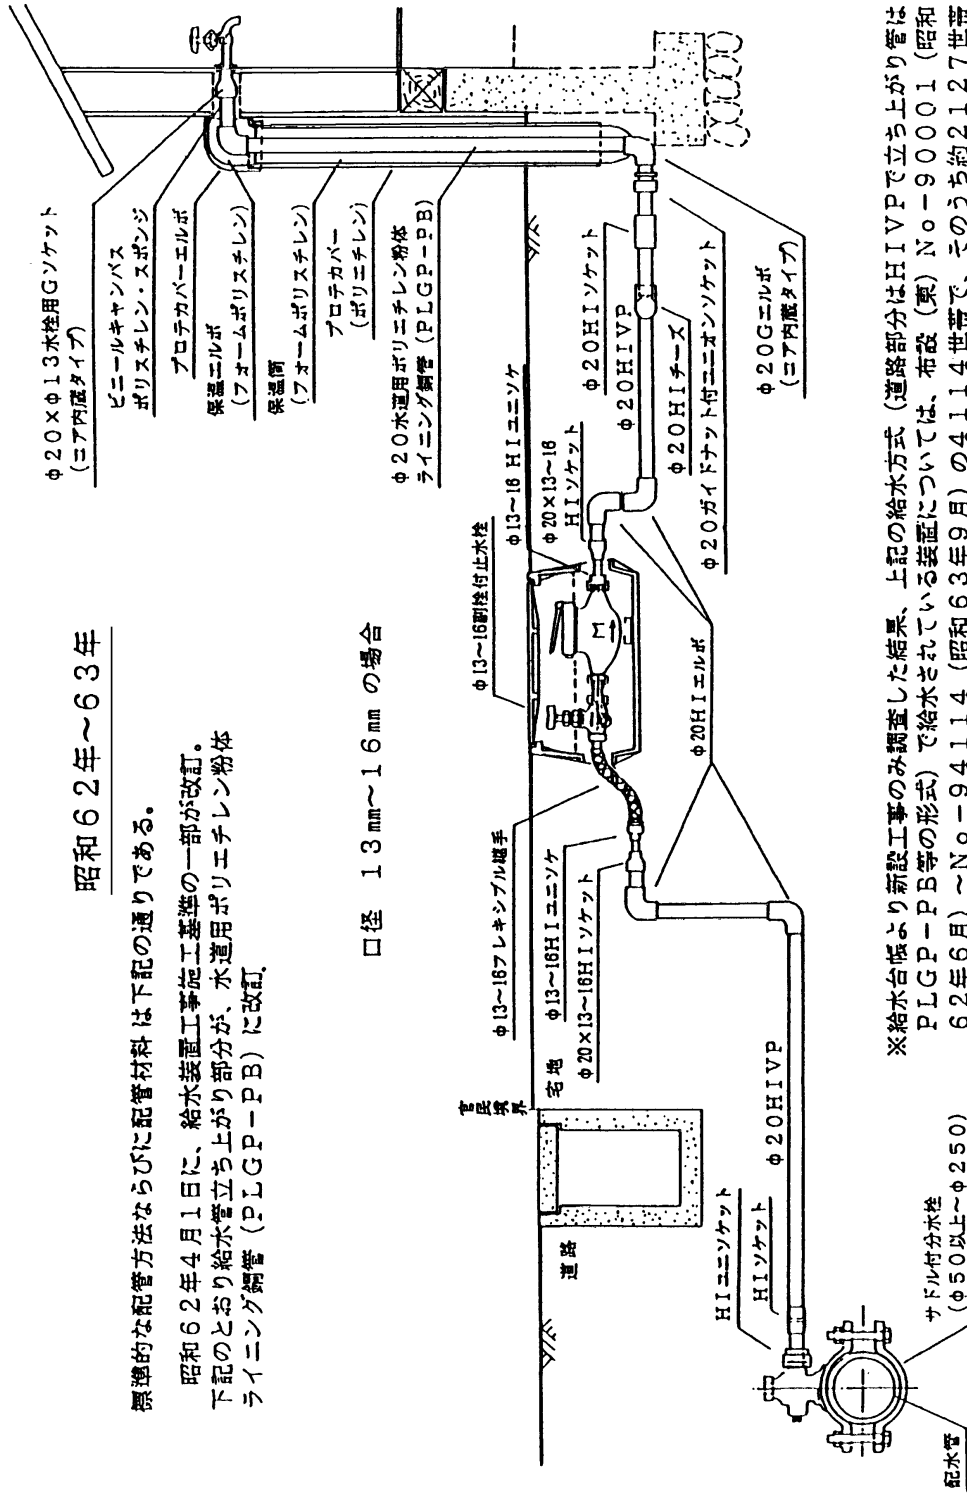 昭和62年～63年
標準的な配管方法ならびに配管材料は下記の通りである。
昭和62年4月1日に、給水装置工事施工基準の一部が改訂。
下記のとおり給水管立ち上がり部分が、水道用ポリエチレン粉体
ライニング鋼管（PLGP－PB）に改訂。
口径 13mm～16mm の場合
φ20×φ13水栓用Gソケット
（コア内蔵タイプ）
ビニールキャンバス
ポリスチレン・スポンジ
プロテカバーエルボ
保温エルボ
（フォームポリスチレン）
保温筒
（フォームポリスチレン）
プロテカバー
（ポリエチレン）
φ20水道用ポリエチレン粉体
ライニング鋼管（PLGP－PB）
φ13～16副栓付止水栓
φ13～16 HIユニソケ
φ20×13～16
HIソケット
φ20HIソケット
φ20HIVP
φ20HIチーズ
φ20ガイドナット付ユニオンソケット
φ20Gエルボ
（コア内蔵タイプ）
M
φ20HIエルボ
φ13～16フレキシブル継手
φ13～16HIユニソケ
φ20×13～16HIソケット
官民境界
宅地
道路
φ20HIVP
HIユニソケット
HIソケット
サドル付分水栓
（φ50以上～φ250）
配水管
※給水台帳より新設工事のみ調査した結果、上記の給水方式（道路部分はHIVPで立ち上がり管は
PLGP－PB等の形式）で給水されている装置については、布設（東）No－90001（昭和
62年6月）～No－94114（昭和63年9月）の4114世帯で、そのうち約2127世帯